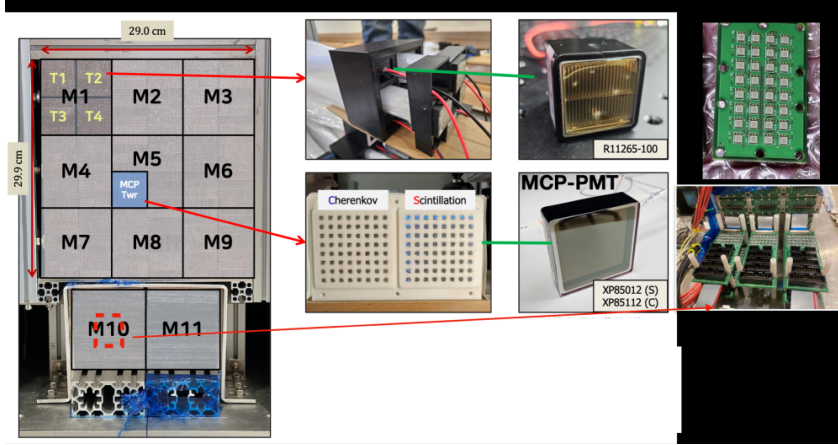 29.0 cm
29.9 cm
T1 T2
M1 M2 M3
T3 T4
M4 M5 M6
MCP
Twr
M7 M8 M9
M10 M11
R11265-100
Cherenkov Scintillation
MCP-PMT
XP85012 (S)
XP85112 (C)